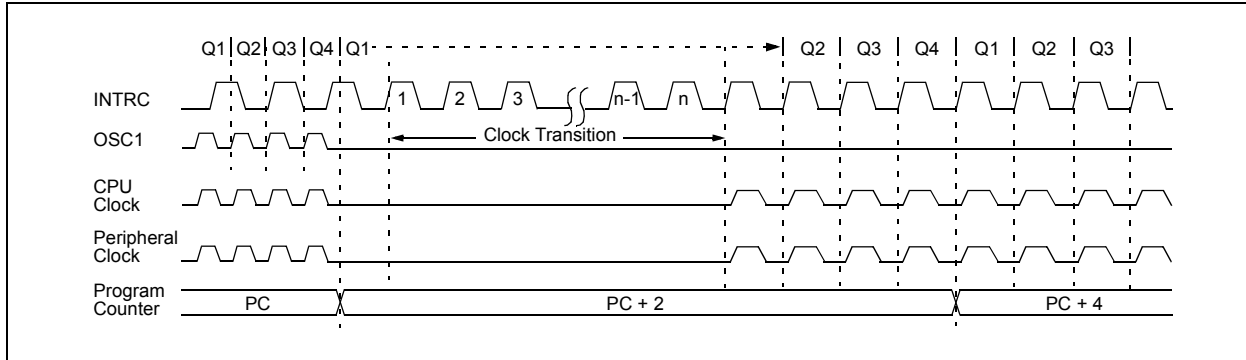 Q1 Q2 Q3 Q4 Q1 Q2 Q3 Q4 Q1 Q2 Q3
INTRC
1 2 3 n-1 n
OSC1
Clock Transition
CPU
Clock
Peripheral
Clock
Program
Counter
PC PC + 2 PC + 4